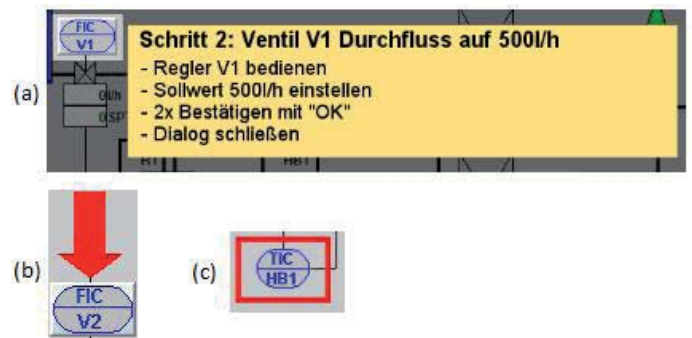 FIC
V1
Schritt 2: Ventil V1 Durchfluss auf 500l/h
- Regler V1 bedienen
- Sollwert 500l/h einstellen
- 2x Bestätigen mit "OK"
- Dialog schließen
(a)
HB1
(b)
FIC
V2
(c)
TIC
HB1